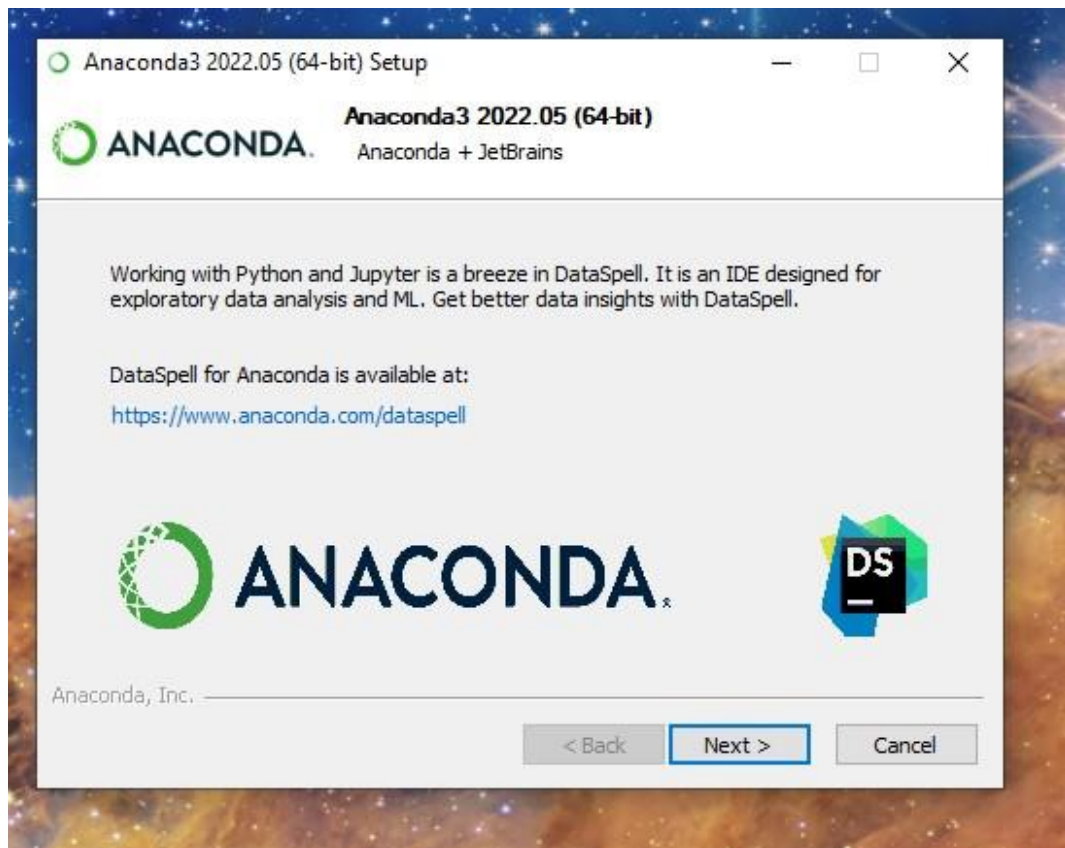 Anaconda3 2022.05 (64-bit) Setup
ANACONDA.
Anaconda3 2022.05 (64-bit)
Anaconda + JetBrains
Working with Python and Jupyter is a breeze in DataSpell. It is an IDE designed for
exploratory data analysis and ML. Get better data insights with DataSpell.
DataSpell for Anaconda is available at:
https://www.anaconda.com/dataspell
ANACONDA.
DS
Anaconda, Inc.
< Back
Next >
Cancel